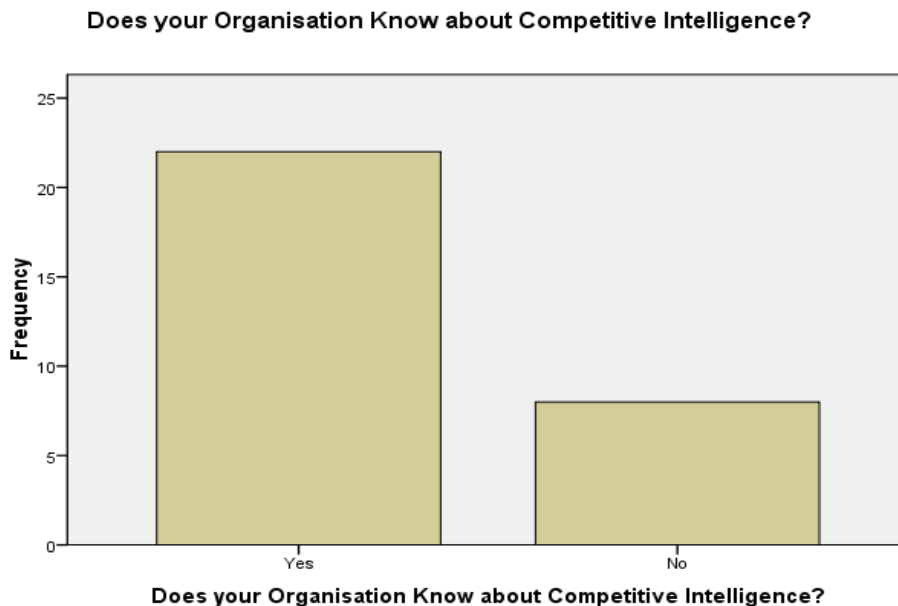 Does your Organisation Know about Competitive Intelligence?
25
20
15
10
5
0
Frequency
Yes
No
Does your Organisation Know about Competitive Intelligence?